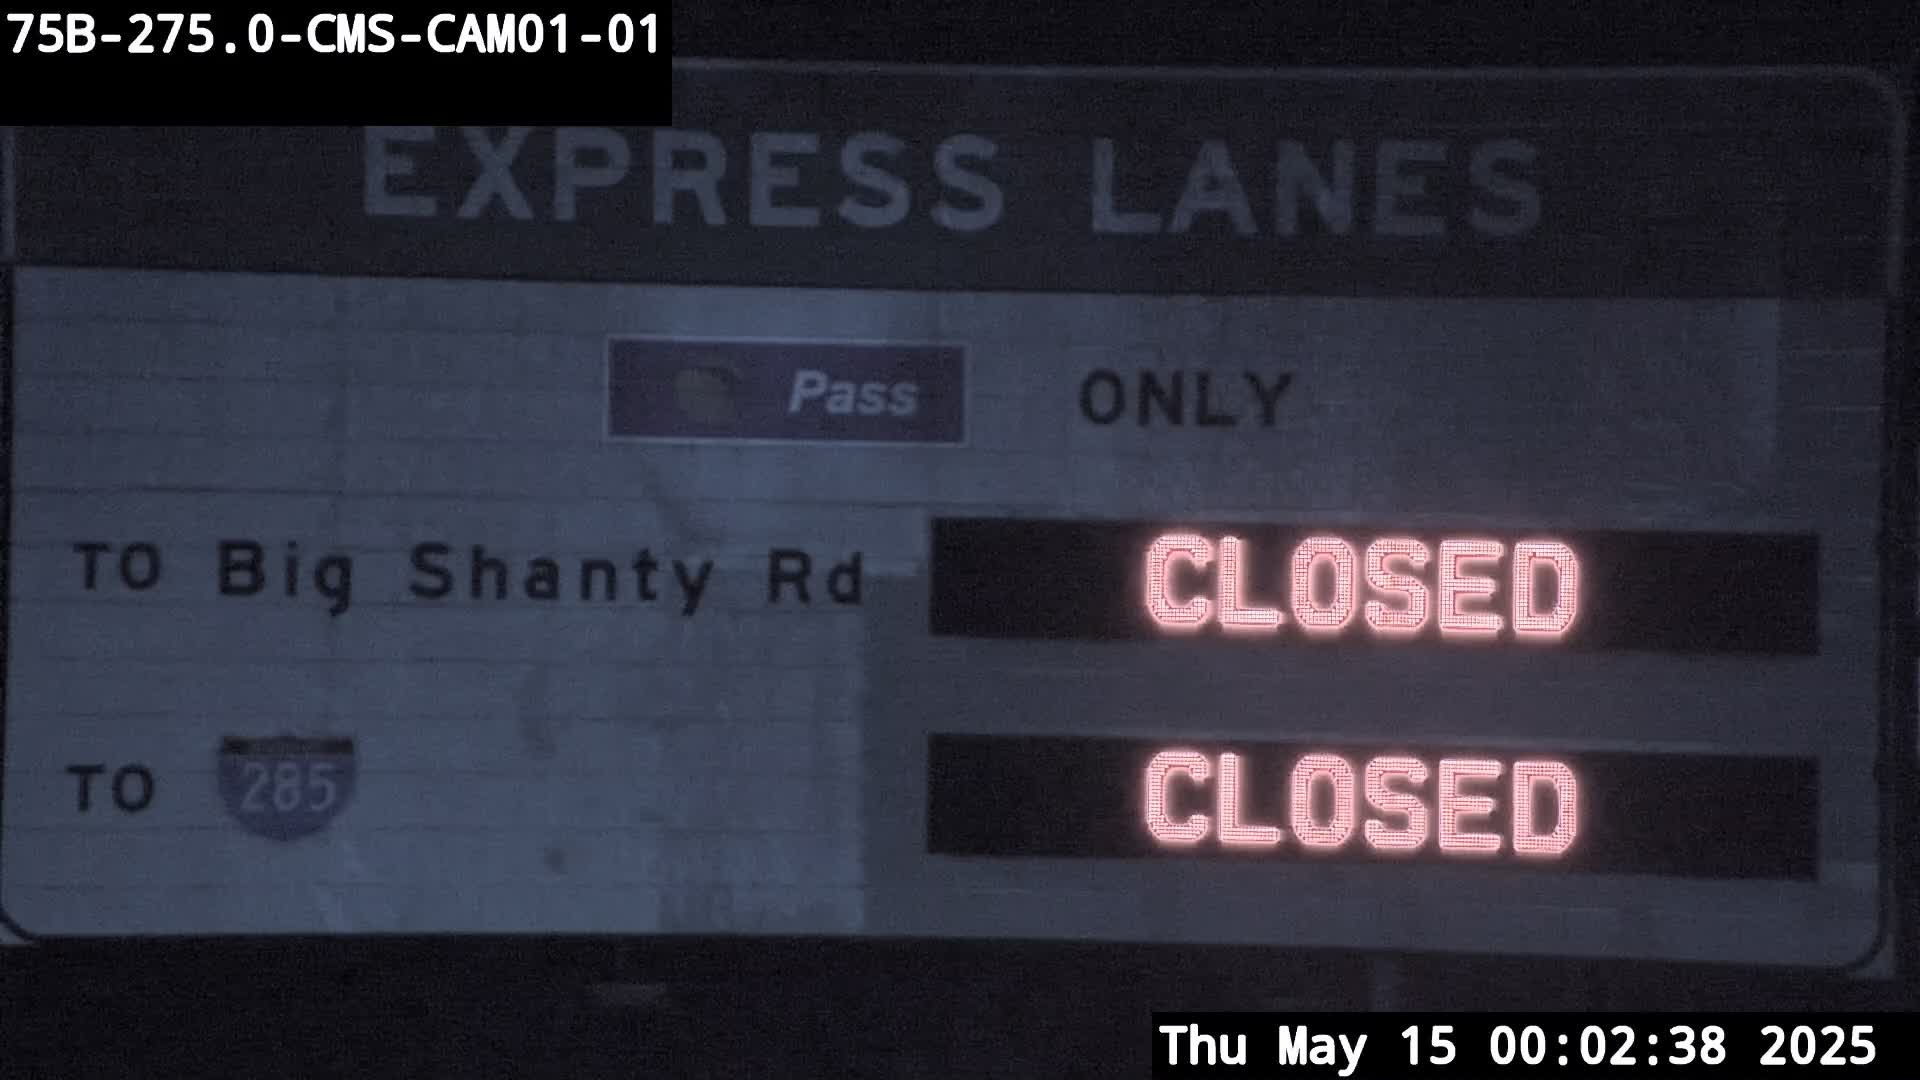 75B-275.0-CMS-CAM01-01
EXPRESS LANES
Pass ONLY
TO Big Shanty Rd CLOSED
TO 285 CLOSED
Thu May 15 00:02:38 2025